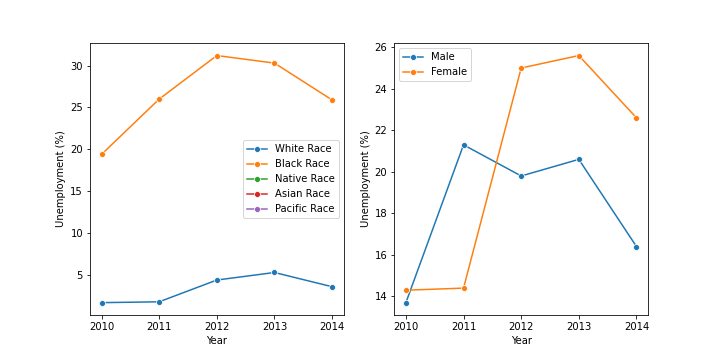 30
25
20
15
10
5
Unemployment (%)
White Race
Black Race
Native Race
Asian Race
Pacific Race
2010 2011 2012 2013 2014
Year
26
24
22
20
18
16
14
Unemployment (%)
Male
Female
2010 2011 2012 2013 2014
Year